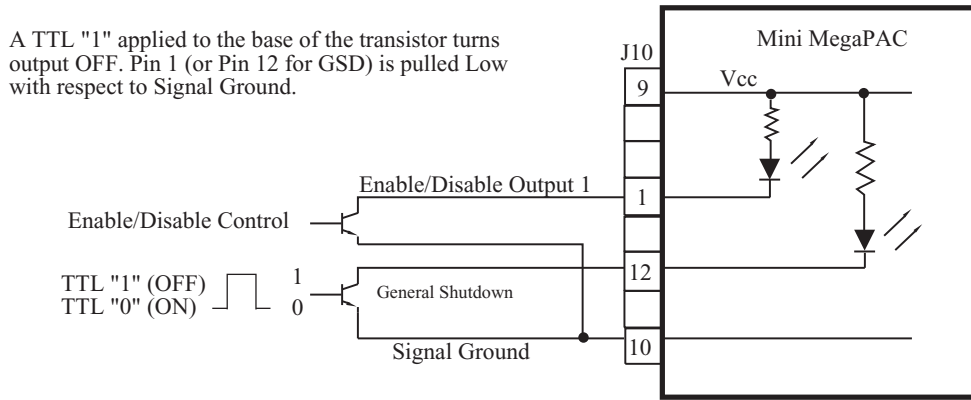 A TTL "1" applied to the base of the transistor turns
output OFF. Pin 1 (or Pin 12 for GSD) is pulled Low
with respect to Signal Ground.
J10
Mini MegaPAC
9
Vcc
Enable/Disable Output 1
1
Enable/Disable Control
12
TTL "1" (OFF)
1
General Shutdown
TTL "0" (ON)
0
10
Signal Ground